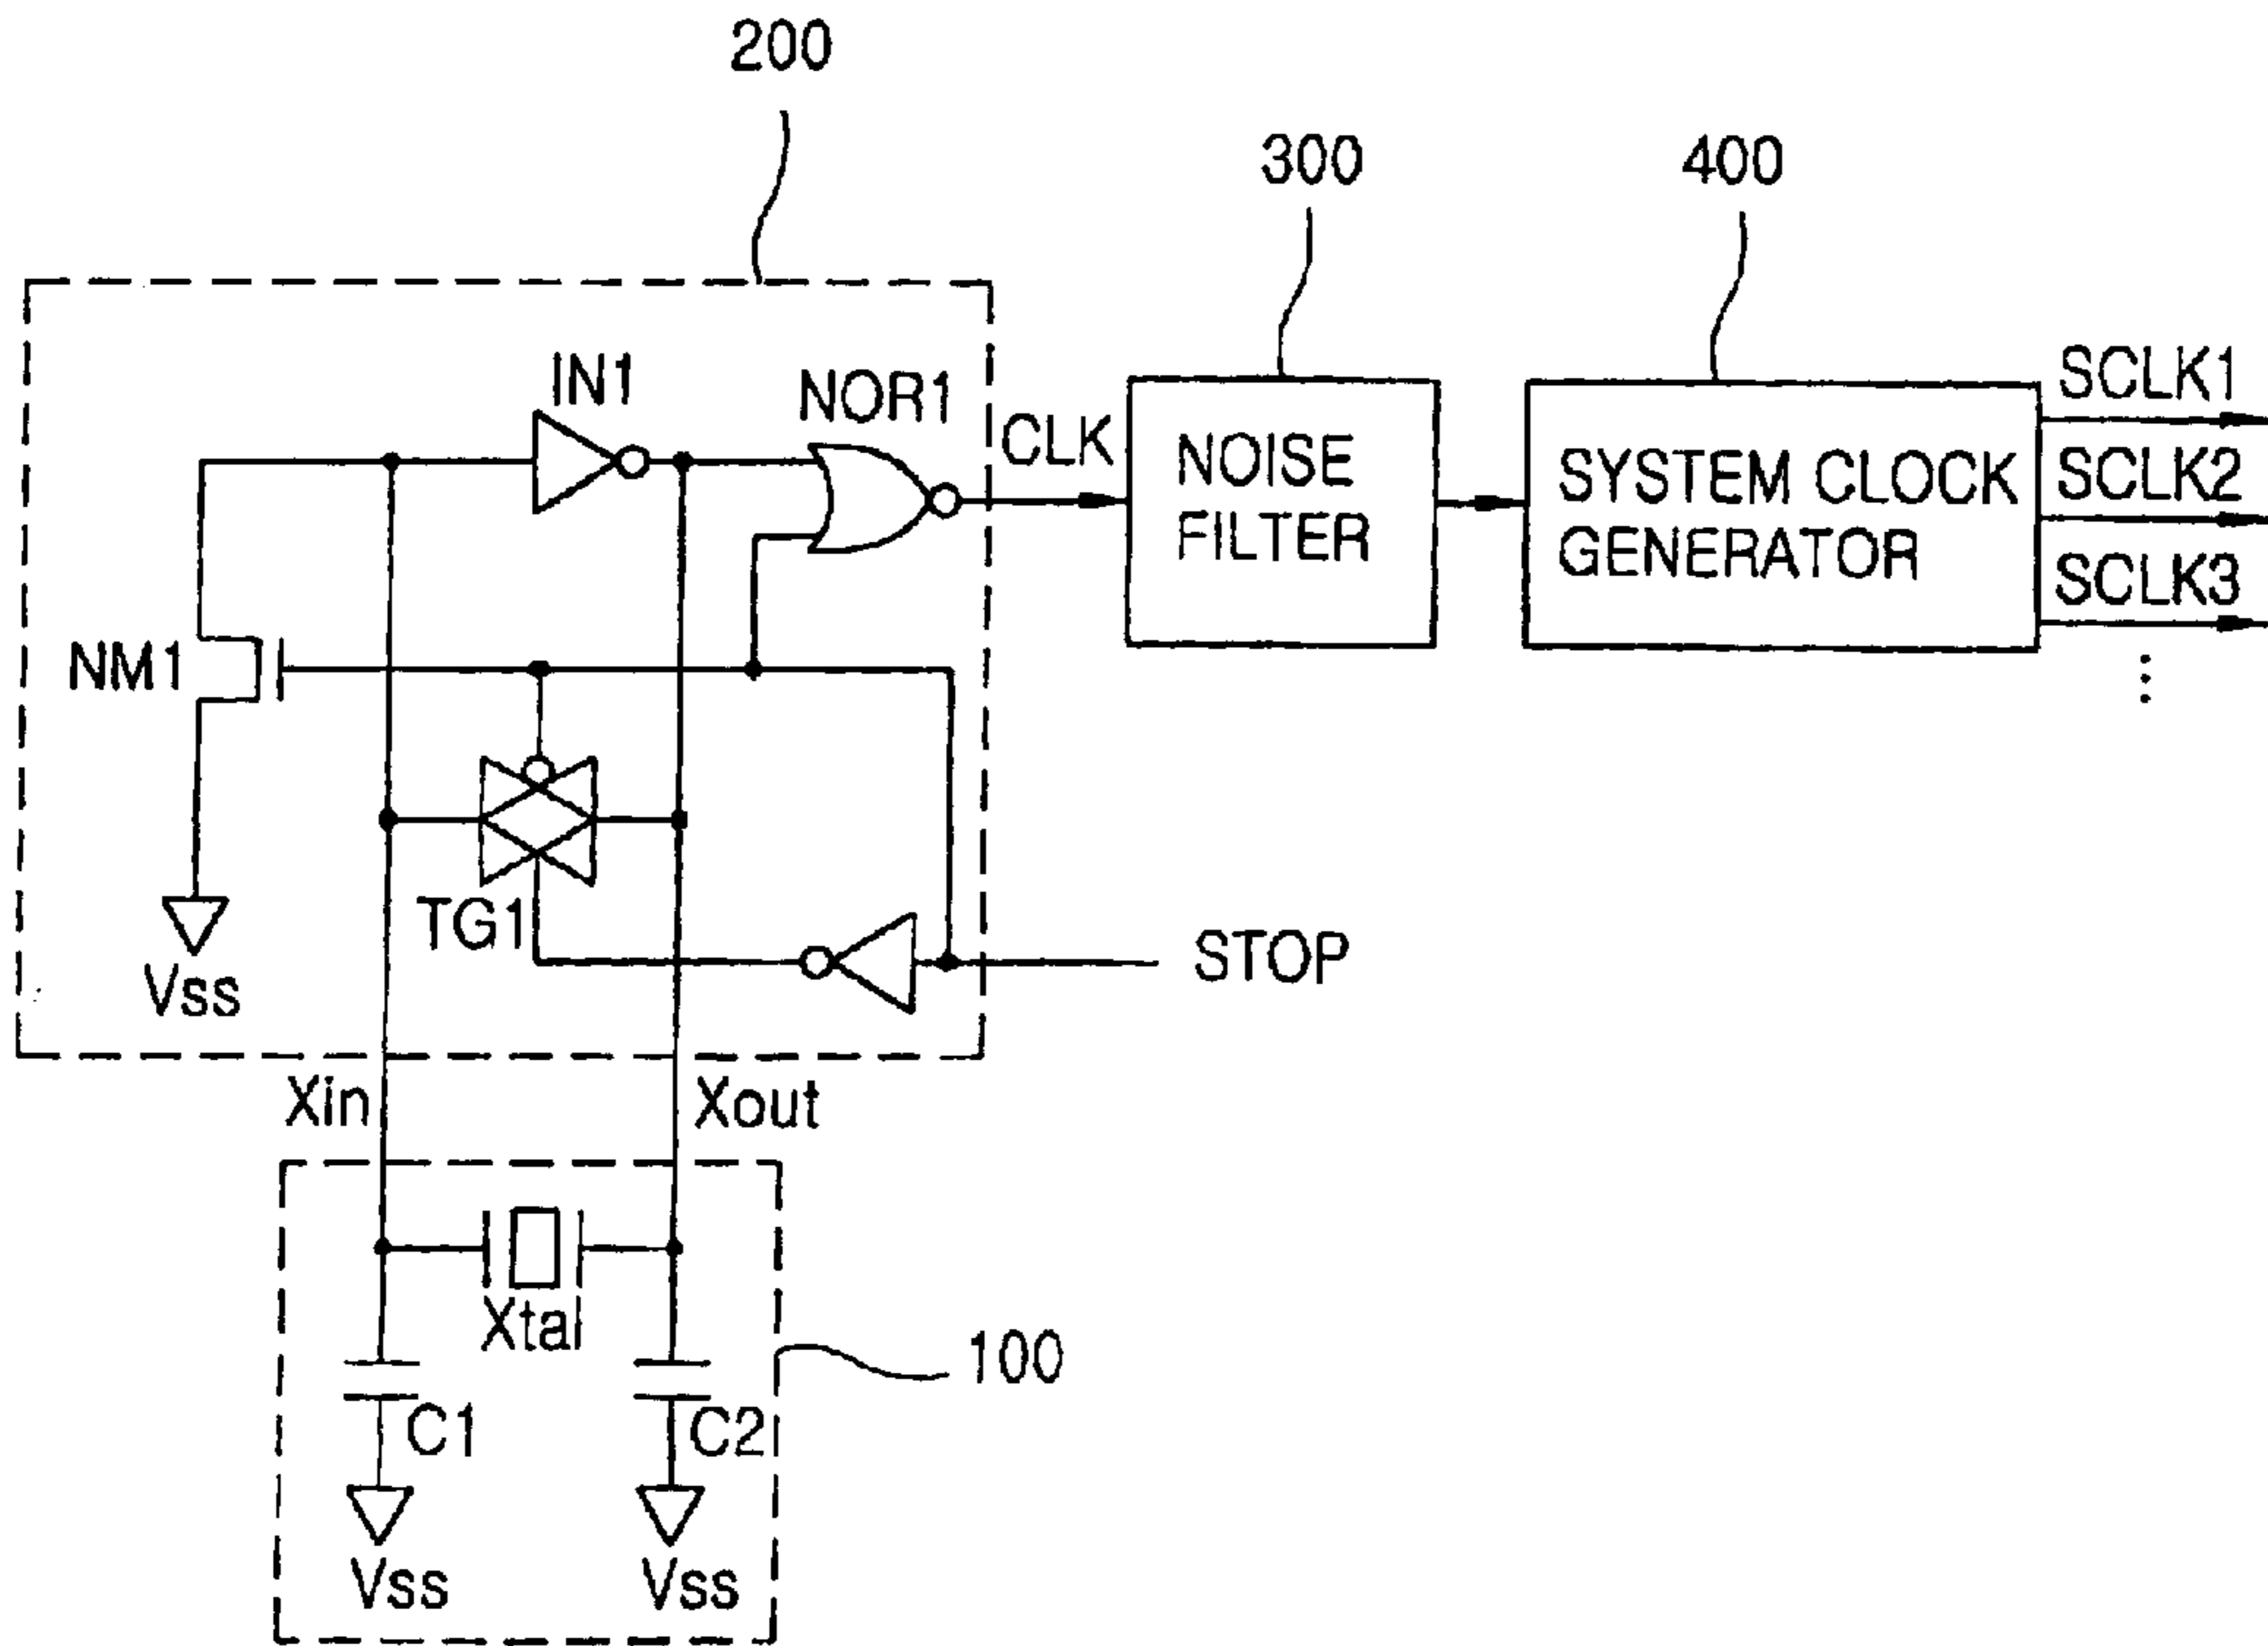 200
300
400
IN1
NOR1
CLK
NOISE
FILTER
SYSTEM CLOCK
GENERATOR
SCLK1
SCLK2
SCLK3
NM1
TG1
STOP
Vss
Xin
Xout
Xtal
100
C1
C2
Vss
Vss